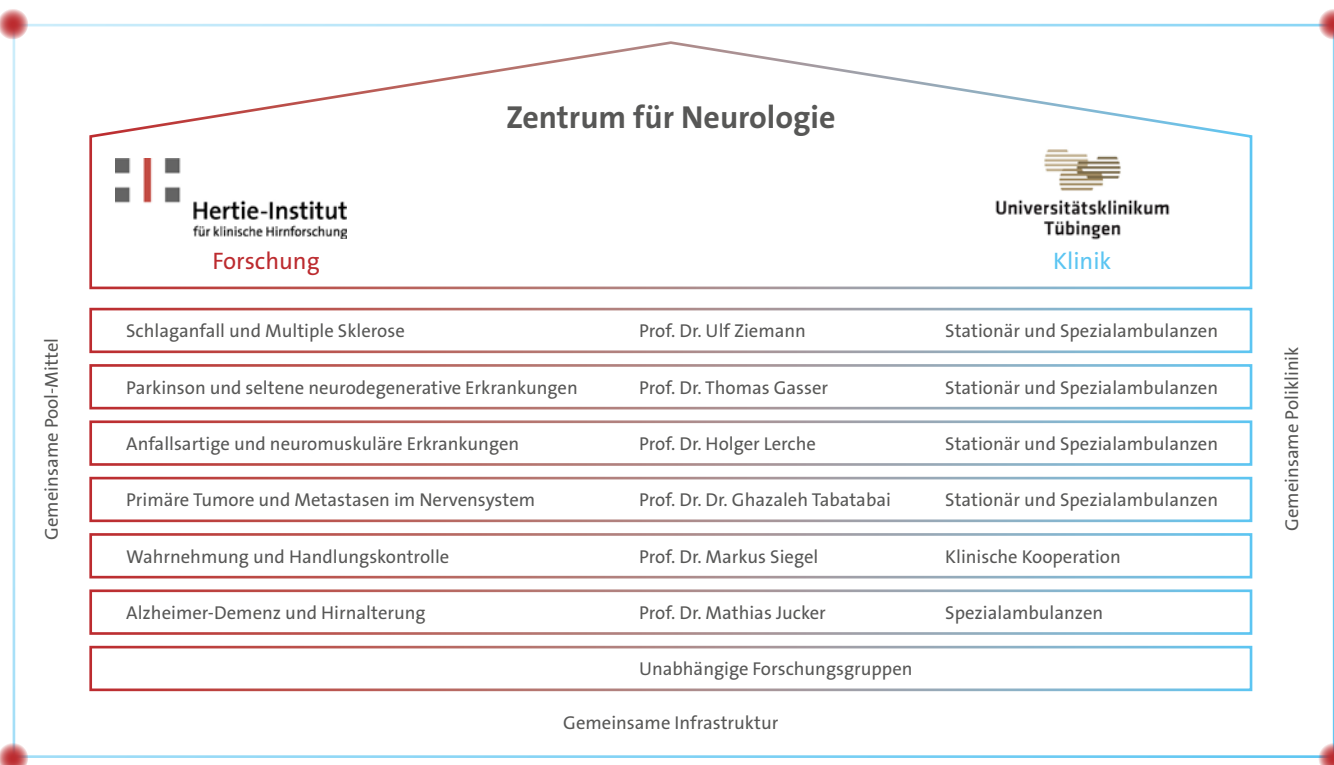 Zentrum für Neurologie
Hertie-Institut
für klinische Hirnforschung
Forschung
Universitätsklinikum
Tübingen
Klinik
Schlaganfall und Multiple Sklerose Prof. Dr. Ulf Ziemann Stationär und Spezialambulanzen
Parkinson und seltene neurodegenerative Erkrankungen Prof. Dr. Thomas Gasser Stationär und Spezialambulanzen
Anfallsartige und neuromuskuläre Erkrankungen Prof. Dr. Holger Lerche Stationär und Spezialambulanzen
Primäre Tumore und Metastasen im Nervensystem Prof. Dr. Dr. Ghazaleh Tabatabai Stationär und Spezialambulanzen
Wahrnehmung und Handlungskontrolle Prof. Dr. Markus Siegel Klinische Kooperation
Alzheimer-Demenz und Hirnalterung Prof. Dr. Mathias Jucker Spezialambulanzen
Unabhängige Forschungsgruppen
Gemeinsame Pool-Mittel
Gemeinsame Poliklinik
Gemeinsame Infrastruktur